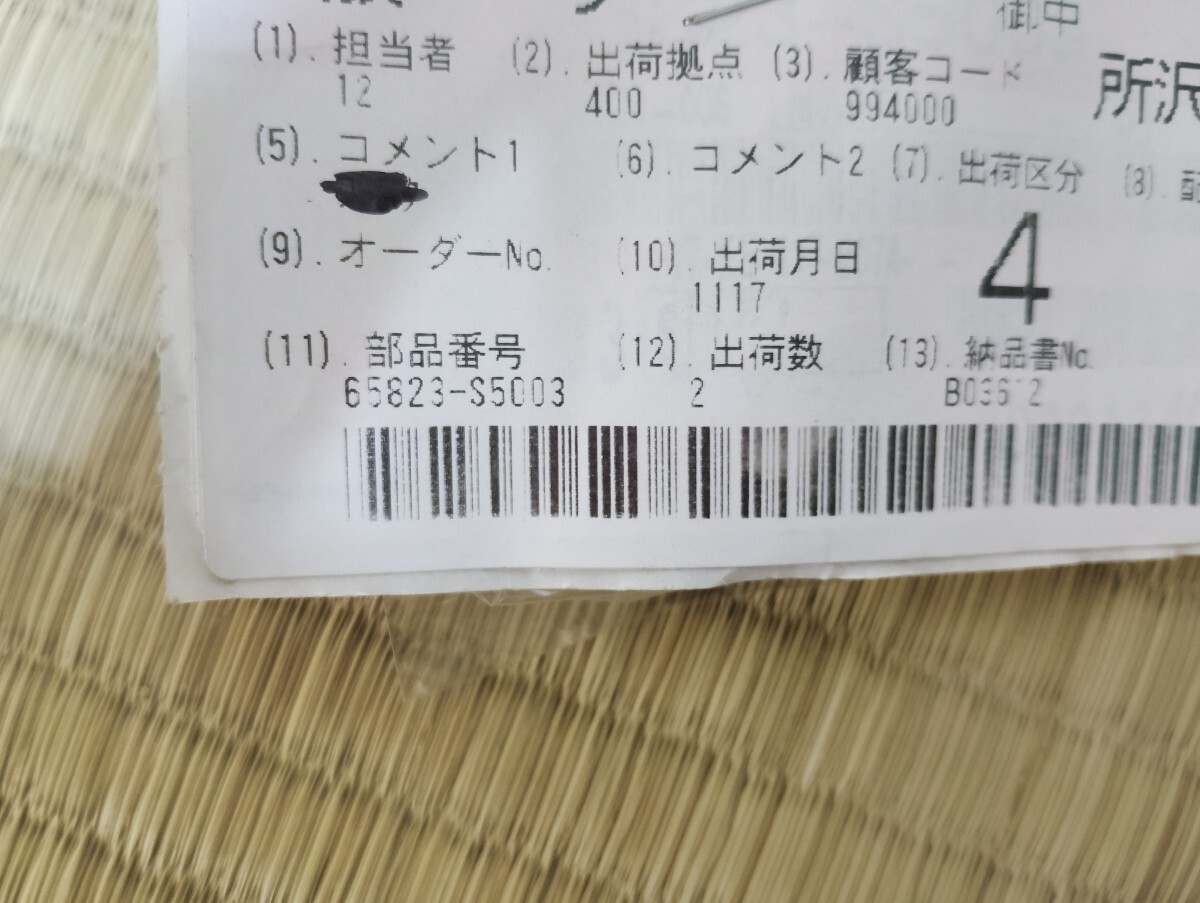 御中
(1). 担当者 (2). 出荷拠点 (3). 顧客コード 所沢
12 400 994000
(5). コメント1 (6). コメント2 (7). 出荷区分 (8). 配
4
(9). オーダーNo. (10). 出荷月日
1117
(11). 部品番号 (12). 出荷数 (13). 納品書No.
65823-S5003 2